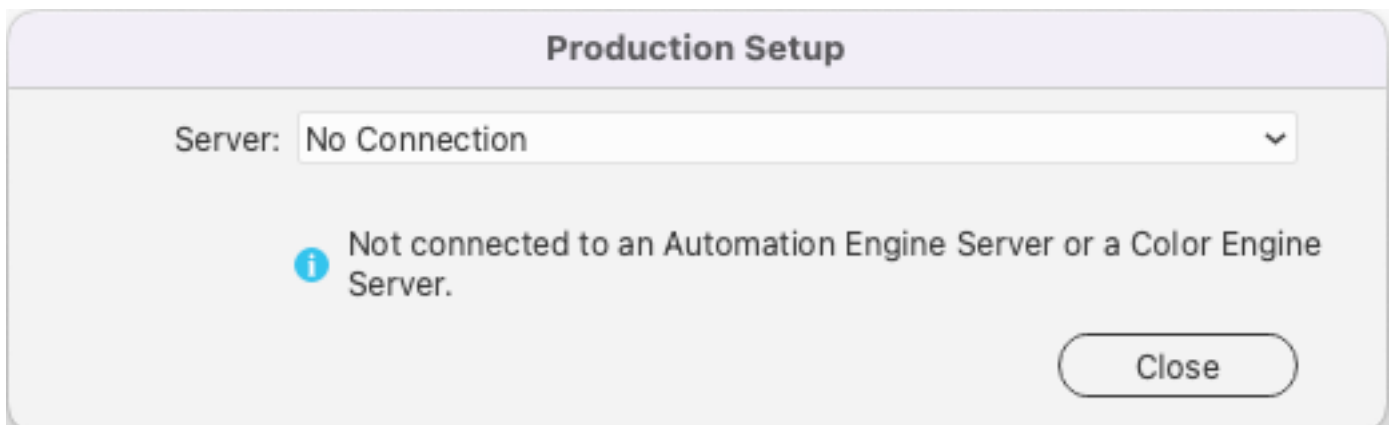 Production Setup
Server: No Connection
Not connected to an Automation Engine Server or a Color Engine
Server.
Close